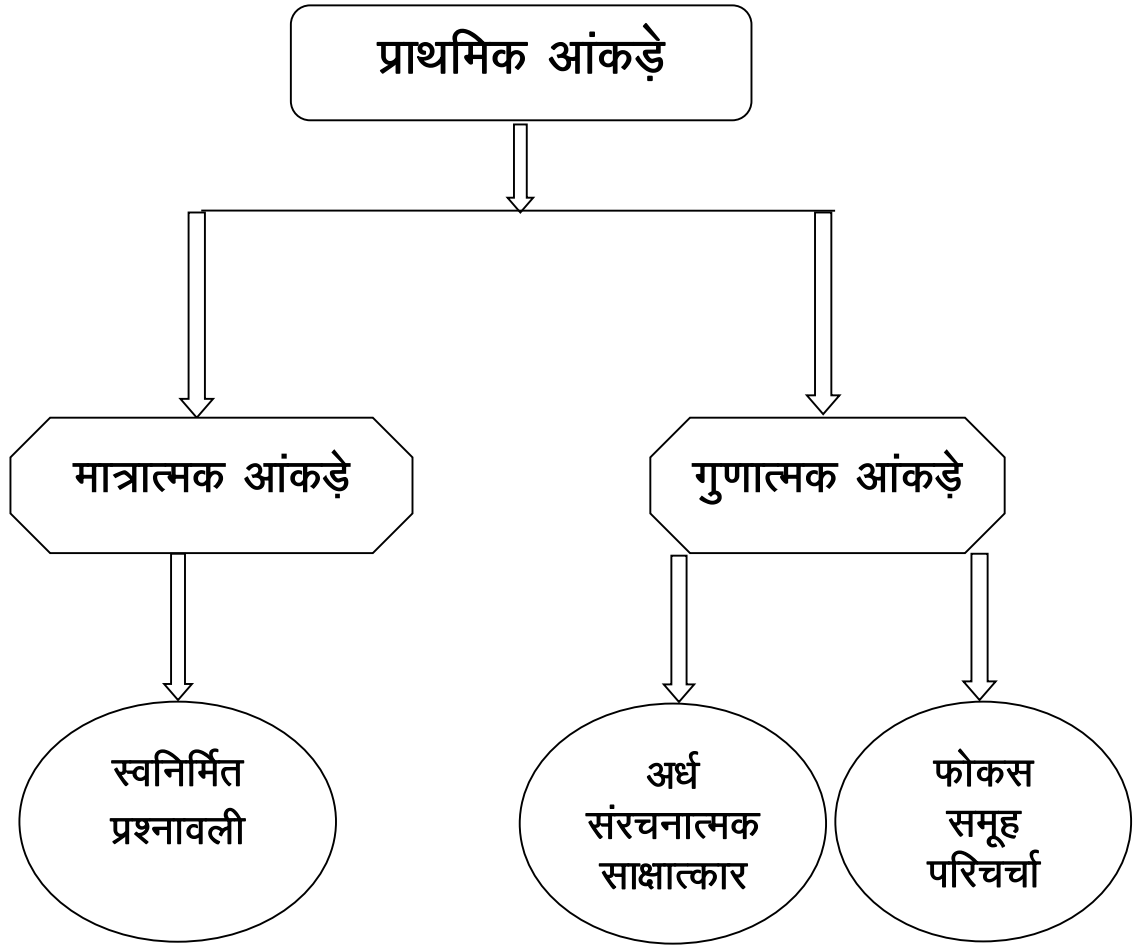 प्राथमिक आंकड़े
मात्रात्मक आंकड़े
गुणात्मक आंकड़े
स्वनिर्मित
प्रश्नावली
अर्ध
संरचनात्मक
साक्षात्कार
फोकस
समूह
परिचर्चा